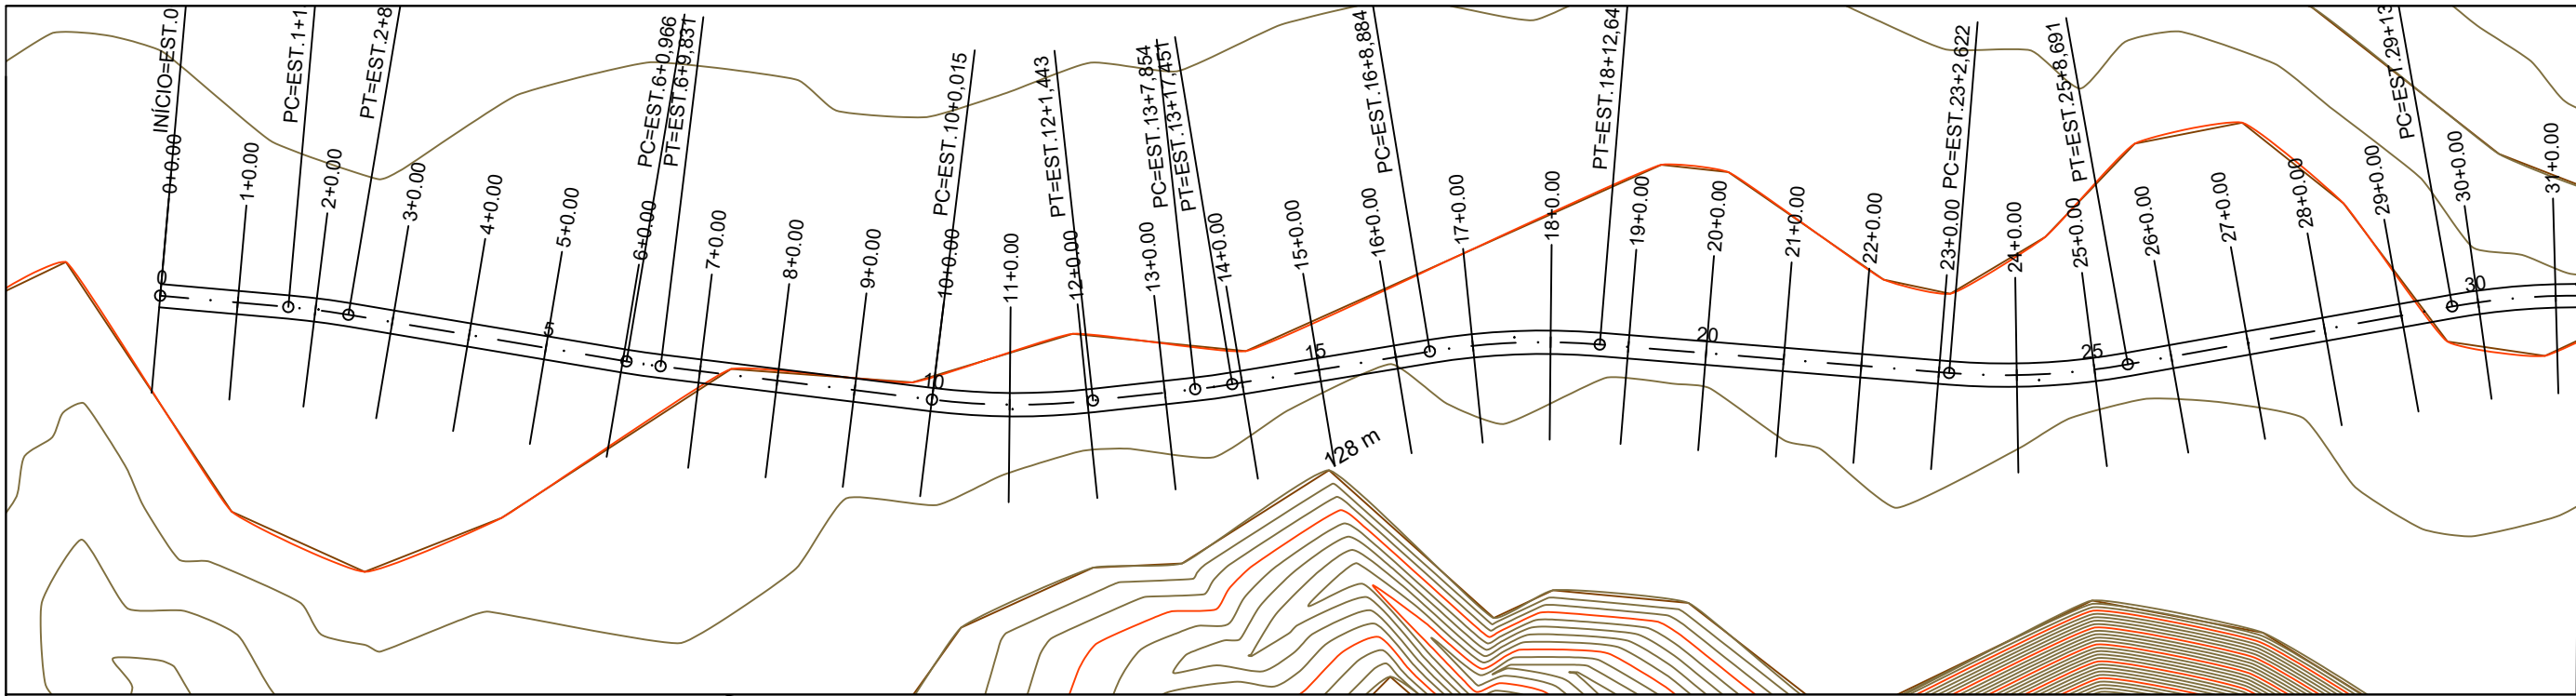 INÍCIO=EST.0
0+0.00
0
1+0.00
PC=EST.1+1
2+0.00
PT=EST.2+8
3+0.00
4+0.00
5+0.00
5
6+0.00
PC=EST.6+0,966
PT=EST.6+9,831
7+0.00
8+0.00
9+0.00
PC=EST.10+0,015
10+0.00
10
11+0.00
PT=EST.12+1,443
12+0.00
13+0.00
PC=EST.13+7,854
PT=EST.13+17,451
14+0.00
15+0.00
15
128 m
16+0.00
PC=EST.16+8,884
17+0.00
18+0.00
PT=EST.18+12,64
19+0.00
20+0.00
20
21+0.00
22+0.00
PC=EST.23+2,622
23+0.00
24+0.00
25+0.00
PT=EST.25+8,691
25
26+0.00
27+0.00
28+0.00
29+0.00
PC=EST.29+13
30+0.00
30
31+0.00